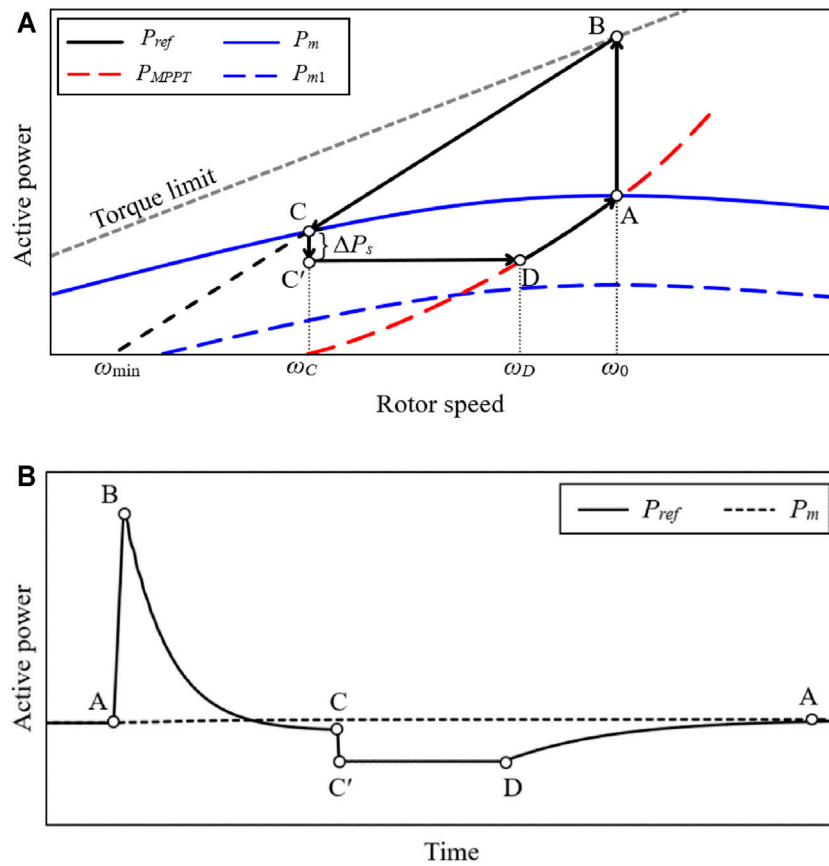 A
P_ref P_m
P_MPPT P_m1
B
Torque limit
C
ΔP_s
A
C′
D
ω_min ω_C ω_D ω_0
Active power
Rotor speed
B
P_ref P_m
B
A
C
A
C′
D
Active power
Time